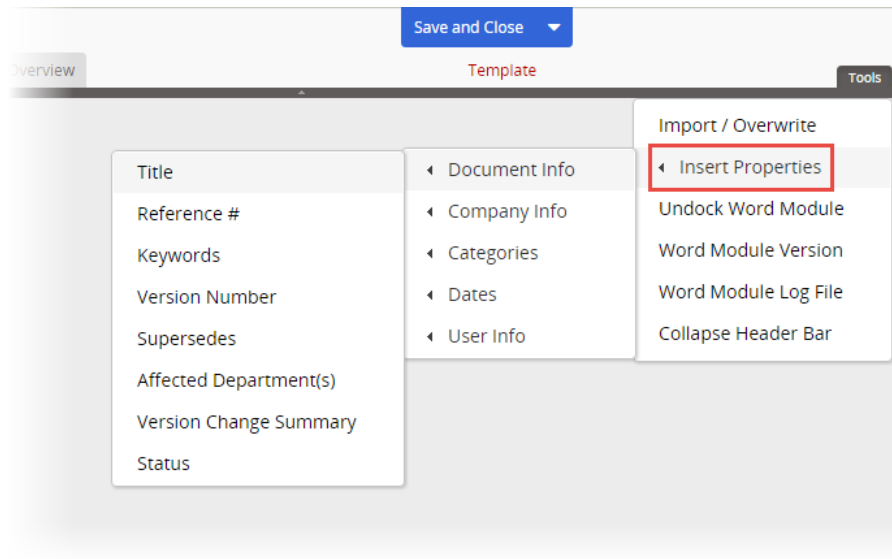 Save and Close
Overview
Template
Tools
Import / Overwrite
Insert Properties
Undock Word Module
Word Module Version
Word Module Log File
Collapse Header Bar
Document Info
Company Info
Categories
Dates
User Info
Title
Reference #
Keywords
Version Number
Supersedes
Affected Department(s)
Version Change Summary
Status